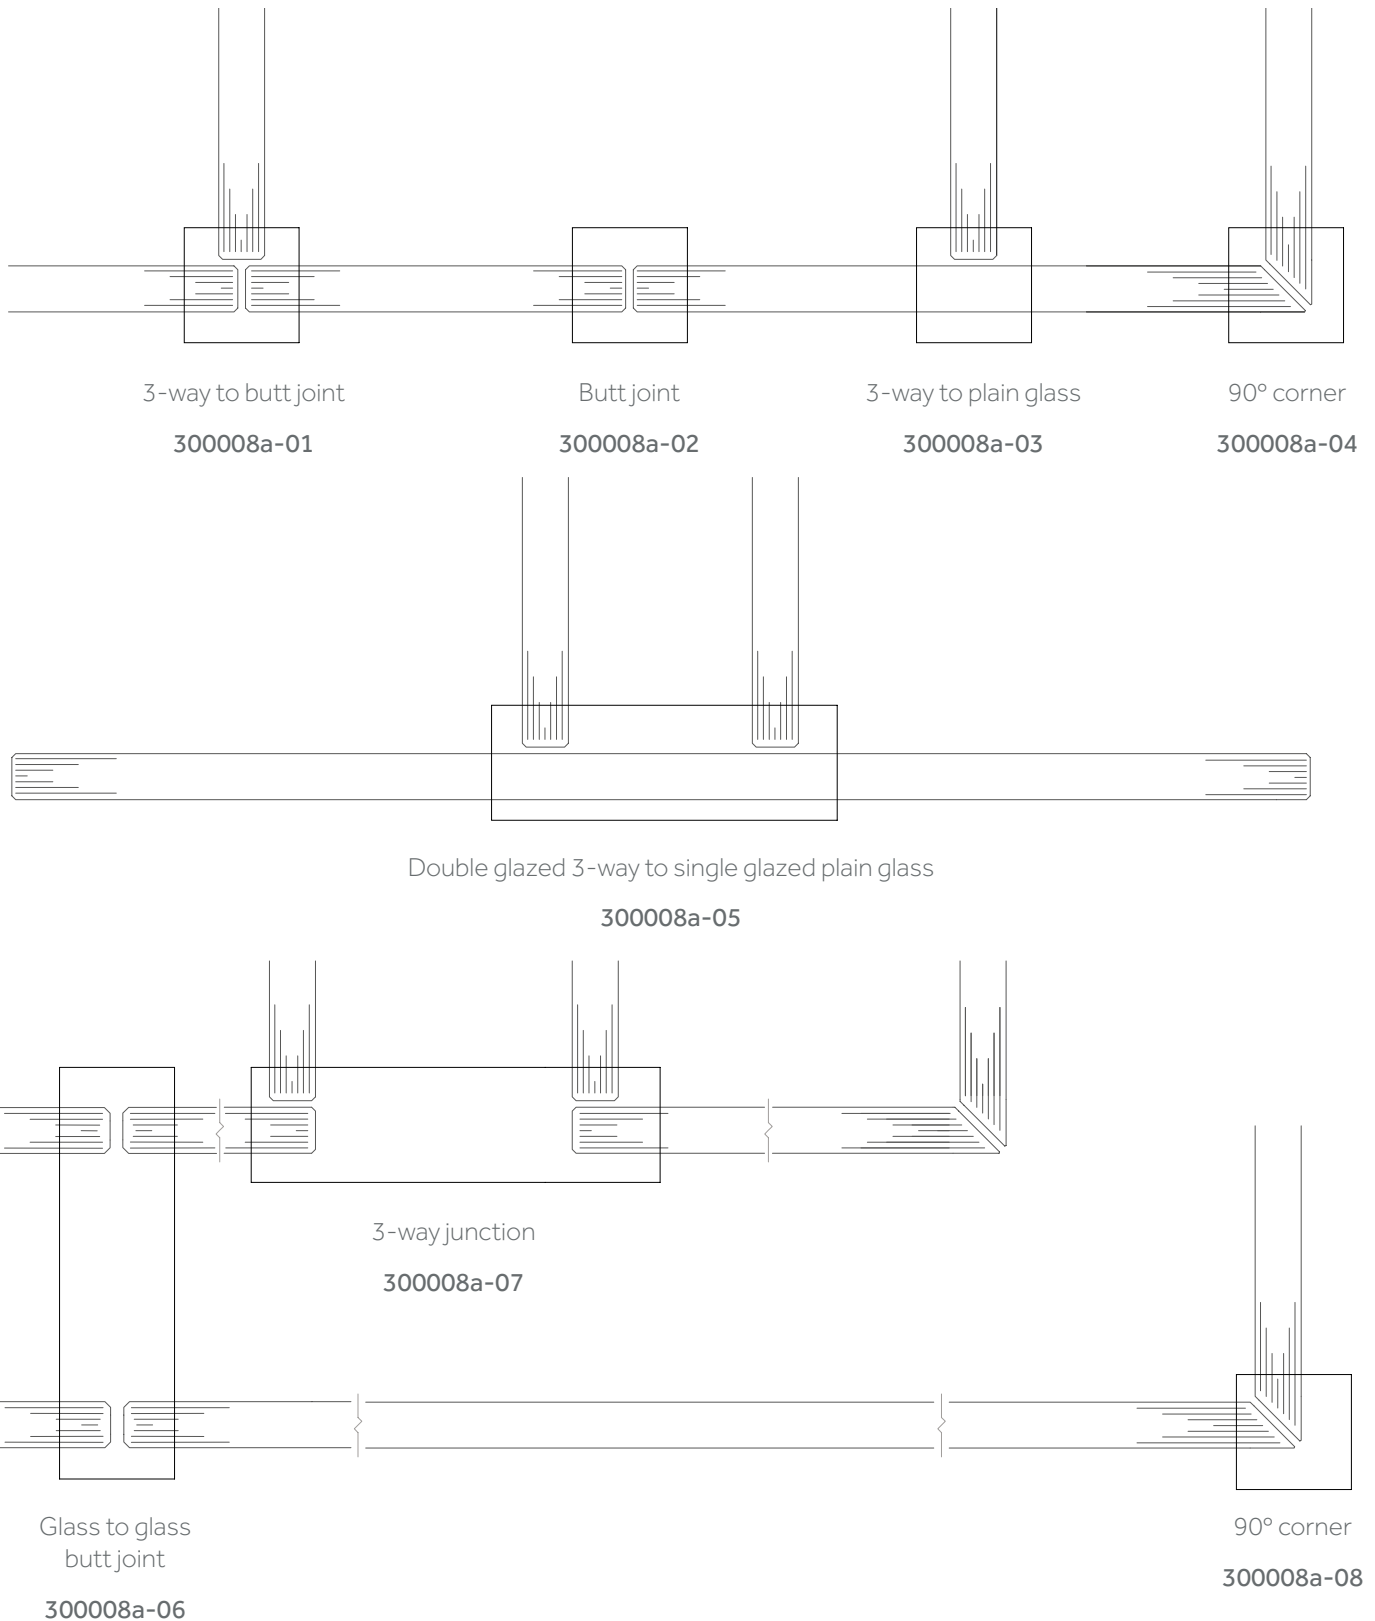 3-way to butt joint
300008a-01
Butt joint
300008a-02
3-way to plain glass
300008a-03
90° corner
300008a-04
Double glazed 3-way to single glazed plain glass
300008a-05
3-way junction
300008a-07
Glass to glass
butt joint
300008a-06
90° corner
300008a-08